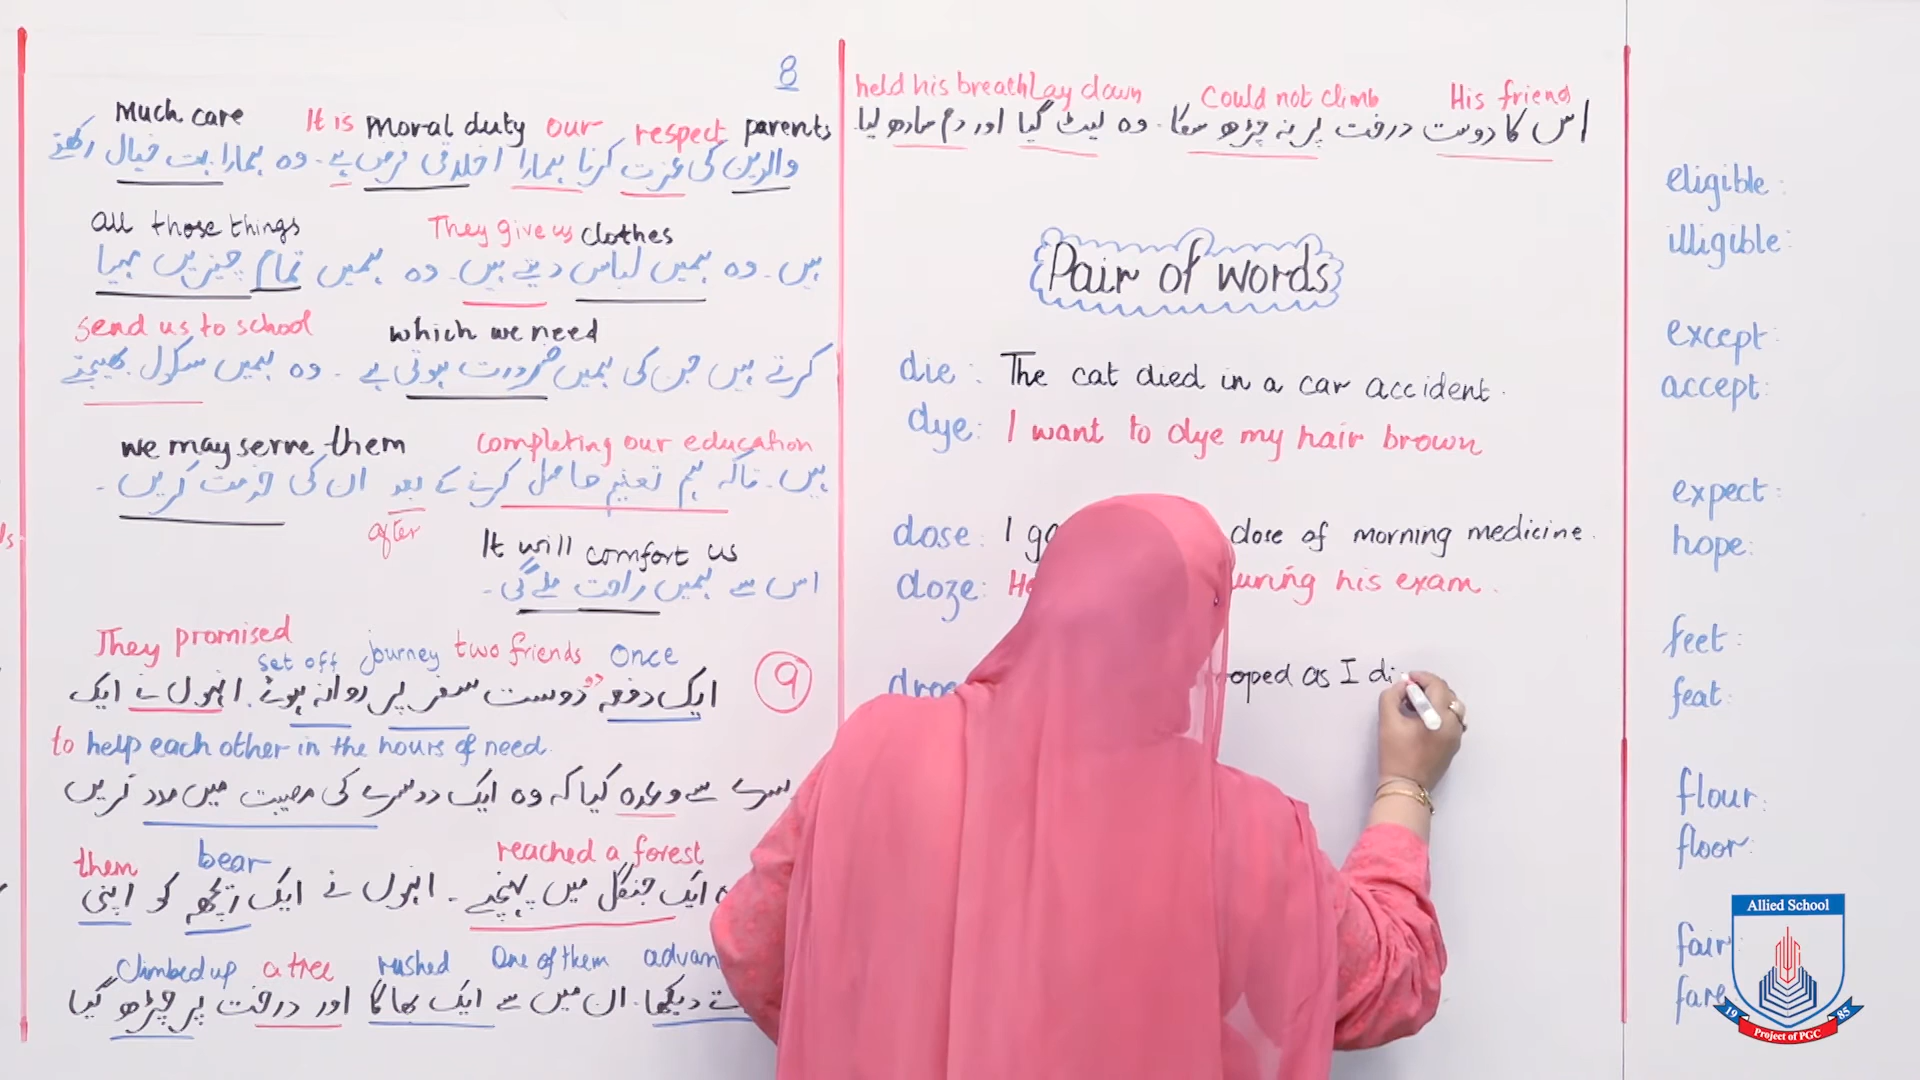 8
Much care It is moral duty our respect parents
والدین کی عزت کرنا ہمارا اخلاقی فرض ہے۔ وہ ہمارا بہت خیال رکھتے
all those things They give us clothes
ہیں۔ وہ ہمیں لباس دیتے ہیں۔ وہ ہمیں تمام چیزیں مہیا
send us to school which we need
کرتے ہیں جن کی ہمیں ضرورت ہوتی ہے۔ وہ ہمیں سکول بھیجتے
we may serve them completing our education
ہیں۔ تاکہ ہم تعلیم حاصل کرنے کے بعد ان کی خدمت کریں۔
after
It will comfort us
اس سے ہمیں راحت ملے گی۔
They promised set off journey two friends once
9
ایک دفعہ دو دوست سفر پر روانہ ہوئے۔ انہوں نے ایک
to help each other in the hours of need.
سرے سے وعدہ کیا کہ وہ ایک دوسرے کی مصیبت میں مدد کریں
them bear reached a forest
ایک جنگل میں پہنچے۔ انہوں نے ایک ریچھ کو اپنی
climbed up a tree rushed One of them advan
دیکھا۔ ان میں سے ایک بھاگا اور درخت پر چڑھ گیا
held his breath Lay down Could not climb His friend
اس کا دوست درخت پر نہ چڑھ سکا۔ وہ لیٹ گیا اور دم سادھ لیا
Pair of words
die: The cat died in a car accident.
dye: I want to dye my hair brown
dose: I dose of morning medicine.
doze: his exam.
as I di
eligible:
illigible:
except:
accept:
expect:
hope:
feet:
feat:
flour:
floor:
fair
fare
Allied School
19 85
Project of PGC